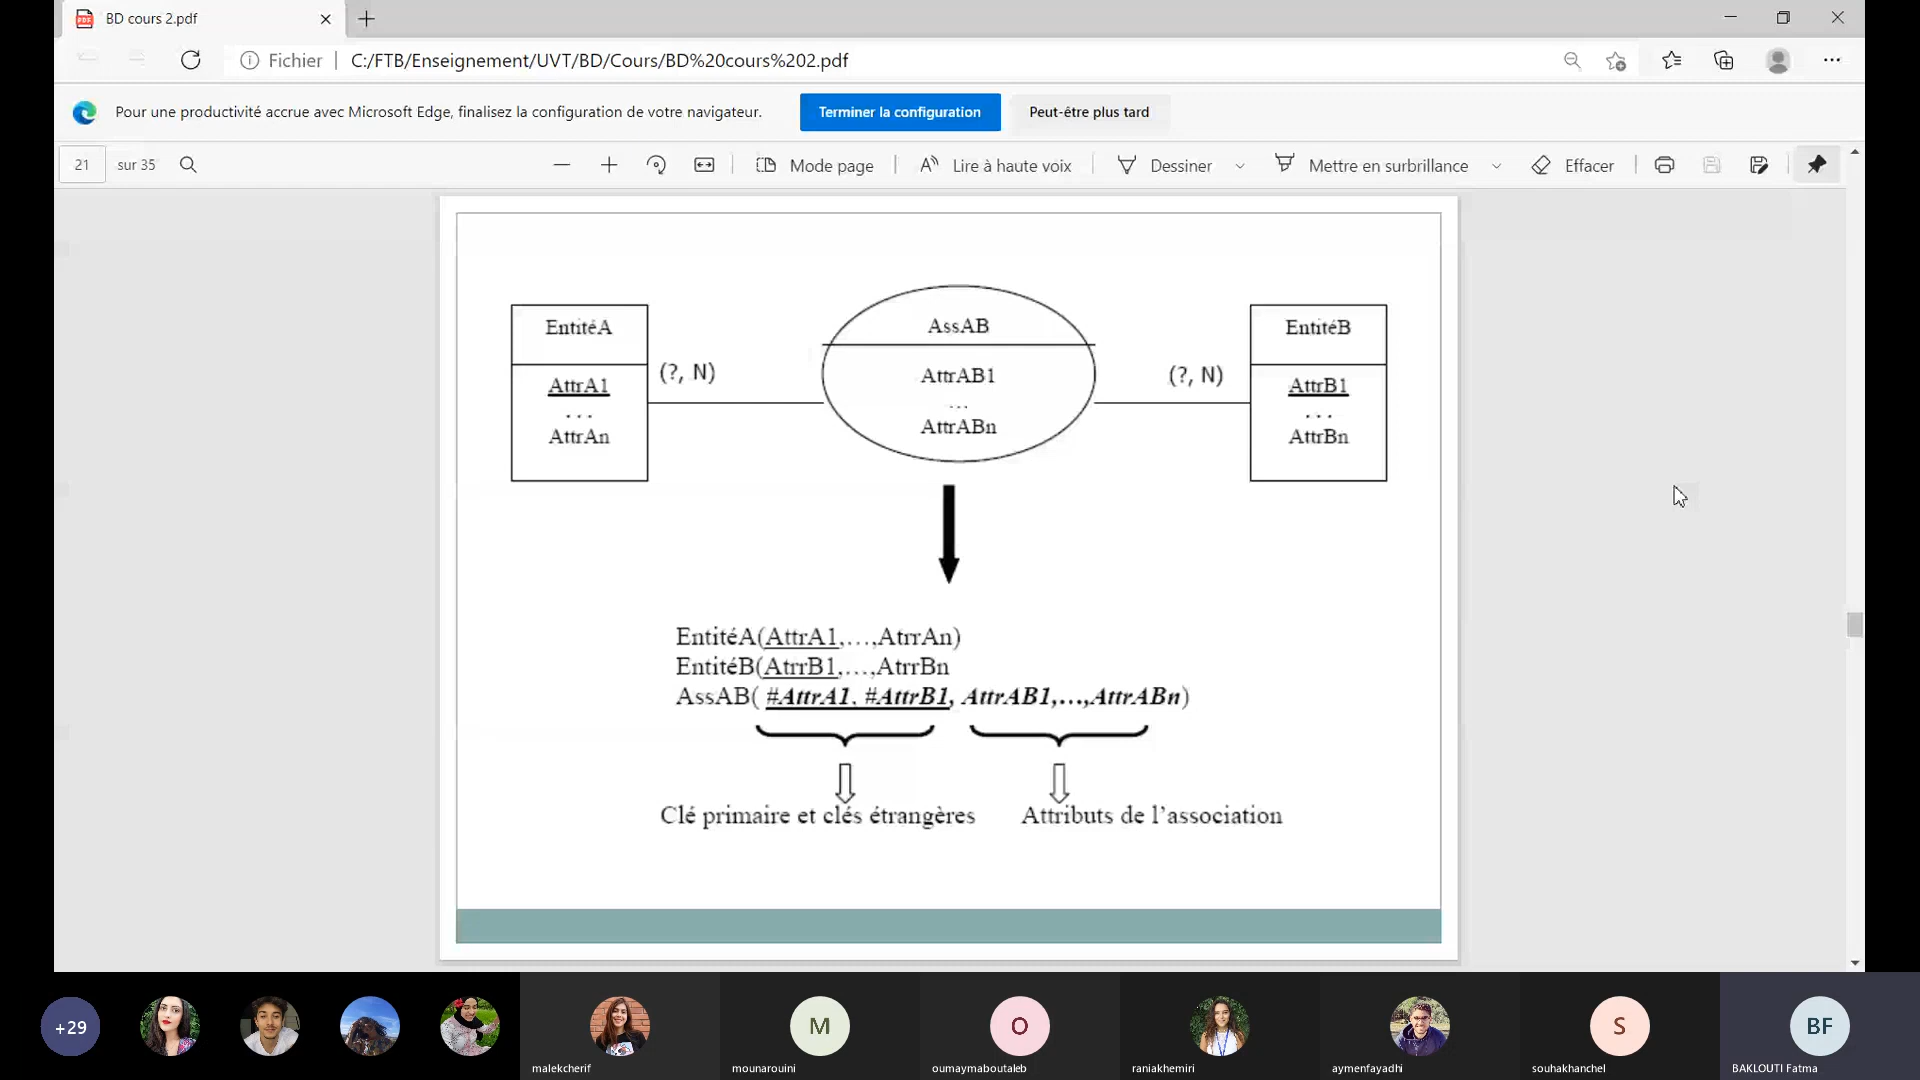 BD cours 2.pdf
Fichier C:/FTB/Enseignement/UVT/BD/Cours/BD%20cours%202.pdf
Pour une productivité accrue avec Microsoft Edge, finalisez la configuration de votre navigateur. Terminer la configuration Peut-être plus tard
21 sur 35 Mode page Lire à haute voix Dessiner Mettre en surbrillance Effacer
EntitéA
AttrA1
...
AttrAn
(?, N)
AssAB
AttrAB1
...
AttrABn
(?, N)
EntitéB
AttrB1
...
AttrBn
EntitéA(AttrA1,...,AtrrAn)
EntitéB(AtrrB1,...,AtrrBn
AssAB( #AttrA1, #AttrB1, AttrAB1,...,AttrABn)
Clé primaire et clés étrangères Attributs de l'association
+29 M O S BF
malekcherif mounarouini oumaymaboutaleb raniakhemiri aymenfayadhi souhakhanchel BAKLOUTI Fatma